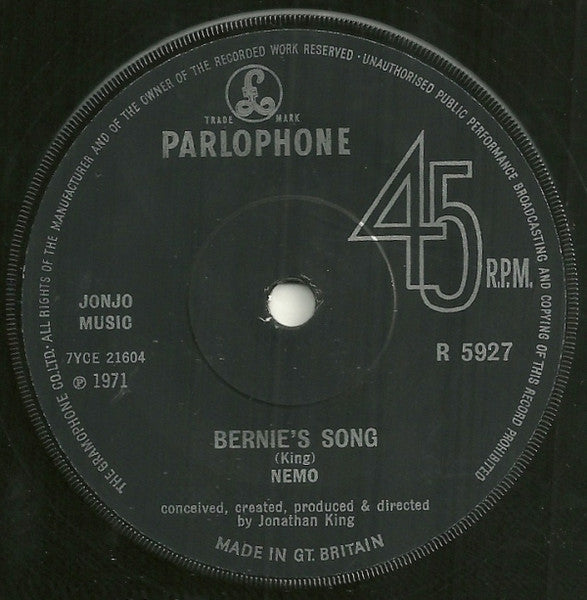 THE GRAMOPHONE CO. LTD. · ALL RIGHTS OF THE MANUFACTURER AND OF THE OWNER OF THE RECORDED WORK RESERVED · UNAUTHORISED PUBLIC PERFORMANCE BROADCASTING AND COPYING OF THIS RECORD PROHIBITED
£
TRADE MARK
PARLOPHONE
45
R.P.M.
JONJO
MUSIC
7YCE 21604
℗ 1971
R 5927
BERNIE'S SONG
(King)
NEMO
conceived, created, produced & directed
by Jonathan King
MADE IN GT. BRITAIN